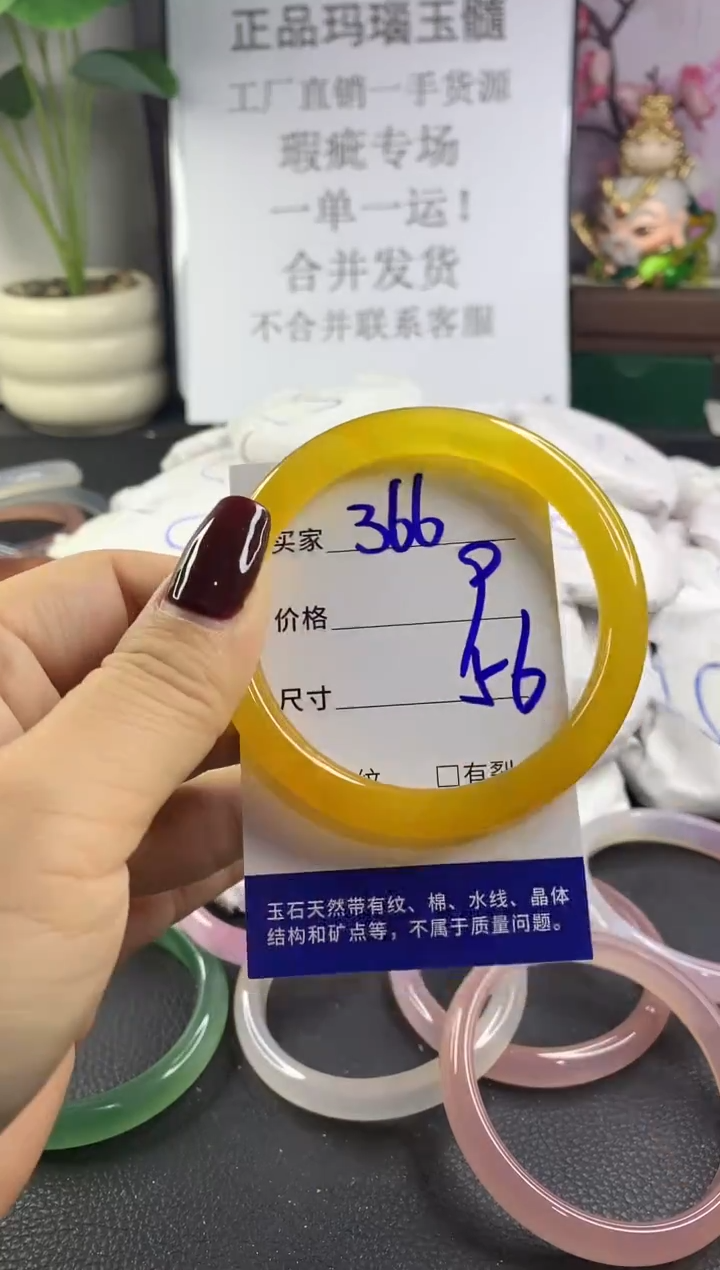 正品玛瑙玉髓
工厂直销一手货源
瑕疵专场
一单一运!
合并发货
不合并联系客服
买家 366
价格
尺寸 56
纹 □有裂
玉石天然带有纹、棉、水线、晶体
结构和矿点等，不属于质量问题。